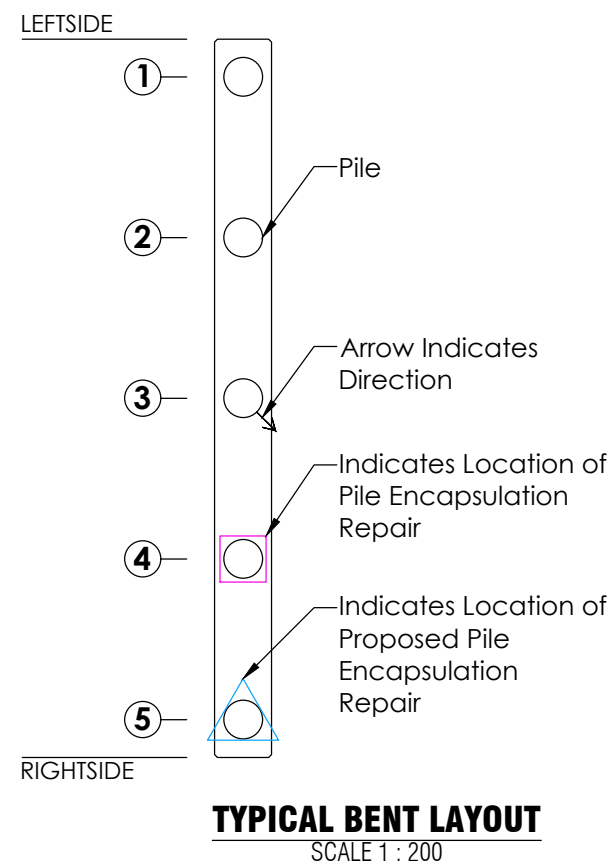 LEFTSIDE
1
2
Pile
3
Arrow Indicates
Direction
4
Indicates Location of
Pile Encapsulation
Repair
5
Indicates Location of
Proposed Pile
Encapsulation
Repair
RIGHTSIDE
TYPICAL BENT LAYOUT
SCALE 1 : 200